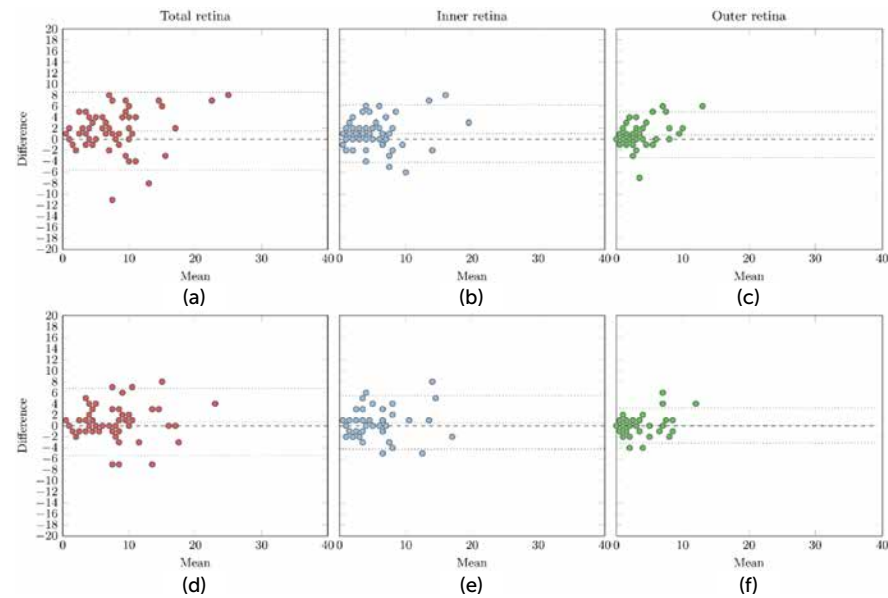 Total retina
Inner retina
Outer retina
Difference
20
18
16
14
12
10
8
6
4
2
0
−2
−4
−6
−8
−10
−12
−14
−16
−18
−20
0 10 20 30 40
0 10 20 30 40
0 10 20 30 40
Mean
Mean
Mean
(a)
(b)
(c)
Difference
20
18
16
14
12
10
8
6
4
2
0
−2
−4
−6
−8
−10
−12
−14
−16
−18
−20
0 10 20 30 40
0 10 20 30 40
0 10 20 30 40
Mean
Mean
Mean
(d)
(e)
(f)